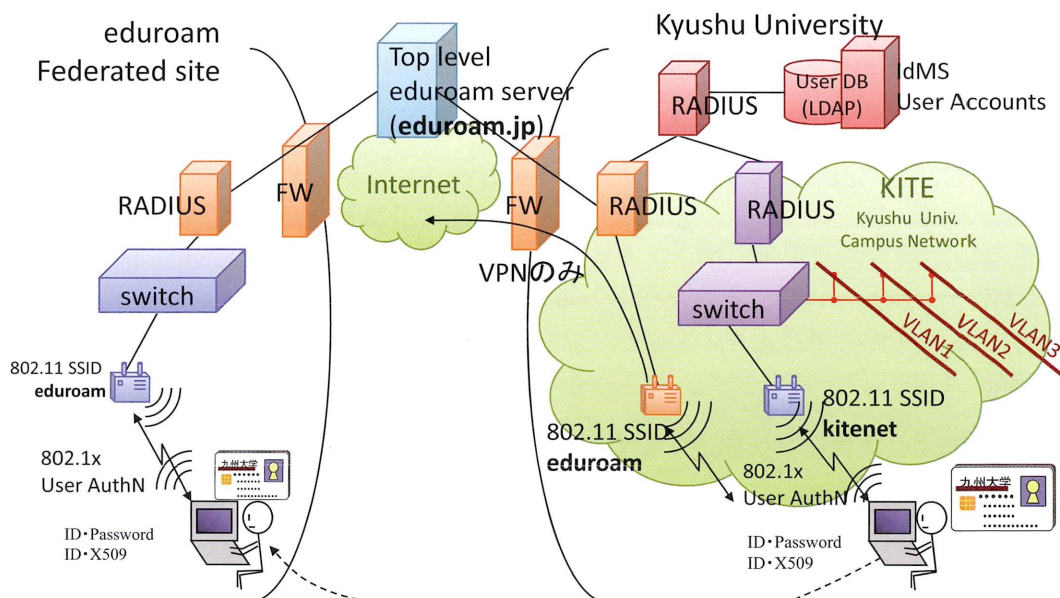 eduroam
Federated site
Top level
eduroam server
(eduroam.jp)
Kyushu University
RADIUS
User DB
(LDAP)
IdMS
User Accounts
Internet
FW
RADIUS
FW
RADIUS
RADIUS
KITE
Kyushu Univ.
Campus Network
VPNのみ
switch
switch
VLAN1
VLAN2
VLAN3
802.11 SSID
eduroam
802.11 SSID
eduroam
802.11 SSID
kitenet
802.1x
User AuthN
802.1x
User AuthN
九州大学
九州大学
ID・Password
ID・X509
ID・Password
ID・X509